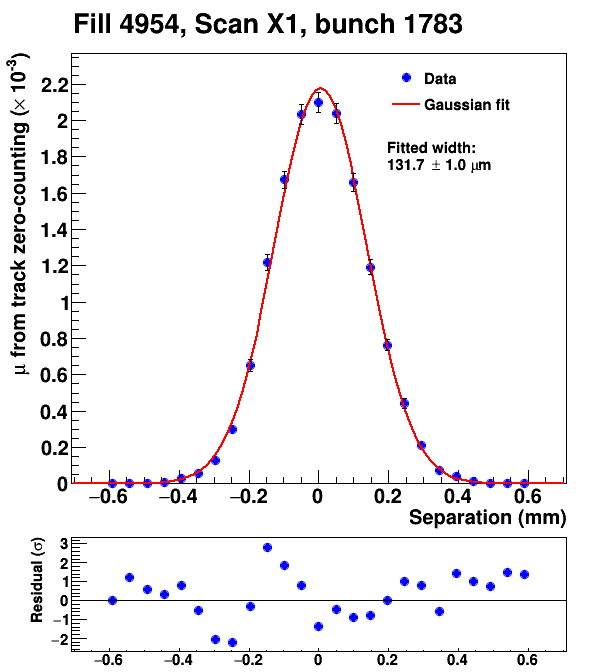 Fill 4954, Scan X1, bunch 1783
μ from track zero-counting (× 10⁻³)
2.2
2
1.8
1.6
1.4
1.2
1
0.8
0.6
0.4
0.2
0
Data
Gaussian fit
Fitted width:
131.7 ± 1.0 μm
−0.6 −0.4 −0.2 0 0.2 0.4 0.6
Separation (mm)
Residual (σ)
3
2
1
0
−1
−2
−0.6 −0.4 −0.2 0 0.2 0.4 0.6